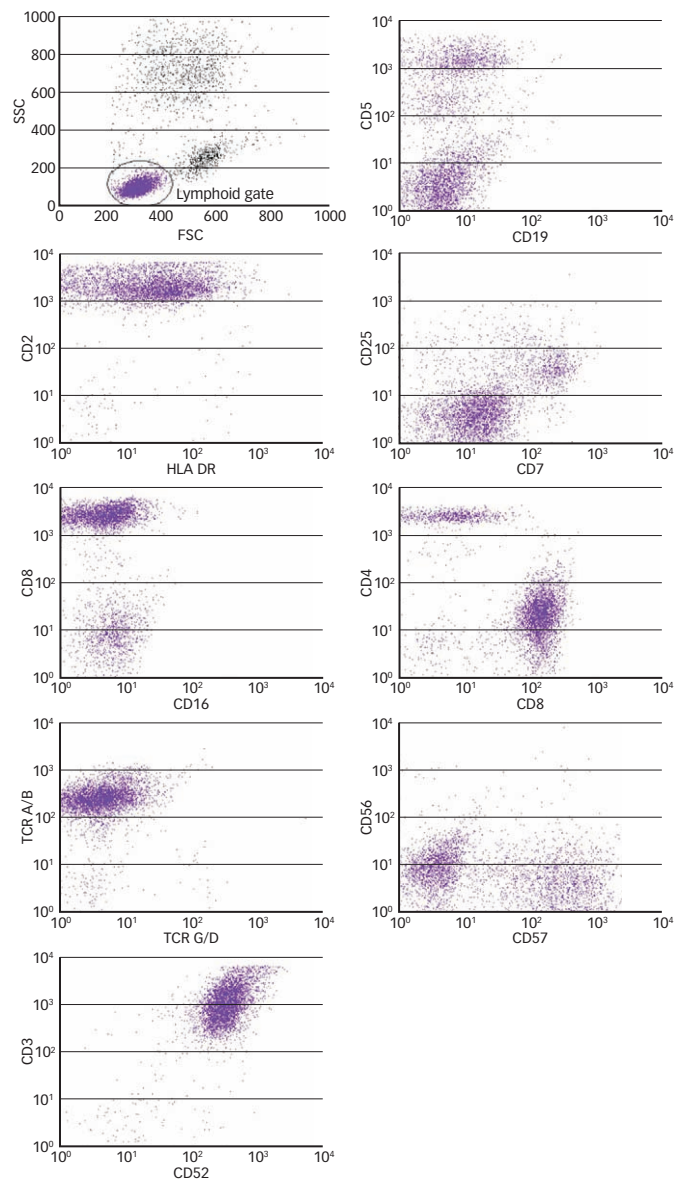 1000
800
600
400
200
0
SSC
Lymphoid gate
0 200 400 600 800 1000
FSC
10⁵
10³
10²
10¹
10⁰
CD5
10⁰ 10¹ 10² 10³ 10⁴
CD19
10⁴
10³
10²
10¹
10⁰
CD2
10⁰ 10¹ 10² 10³ 10⁴
HLA DR
10⁴
10³
10²
10¹
10⁰
CD25
10⁰ 10¹ 10² 10³ 10⁴
CD7
10⁴
10³
10²
10¹
10⁰
CD8
10⁰ 10¹ 10² 10³ 10⁴
CD16
10⁴
10³
10²
10¹
10⁰
CD4
10⁰ 10¹ 10² 10³ 10⁴
CD8
10⁴
10³
10²
10¹
10⁰
TCR A/B
10⁰ 10¹ 10² 10³ 10⁴
TCR G/D
10⁴
10³
10²
10¹
10⁰
CD56
10⁰ 10¹ 10² 10³ 10⁴
CD57
10⁴
10³
10²
10¹
10⁰
CD3
10⁰ 10¹ 10² 10³ 10⁴
CD52